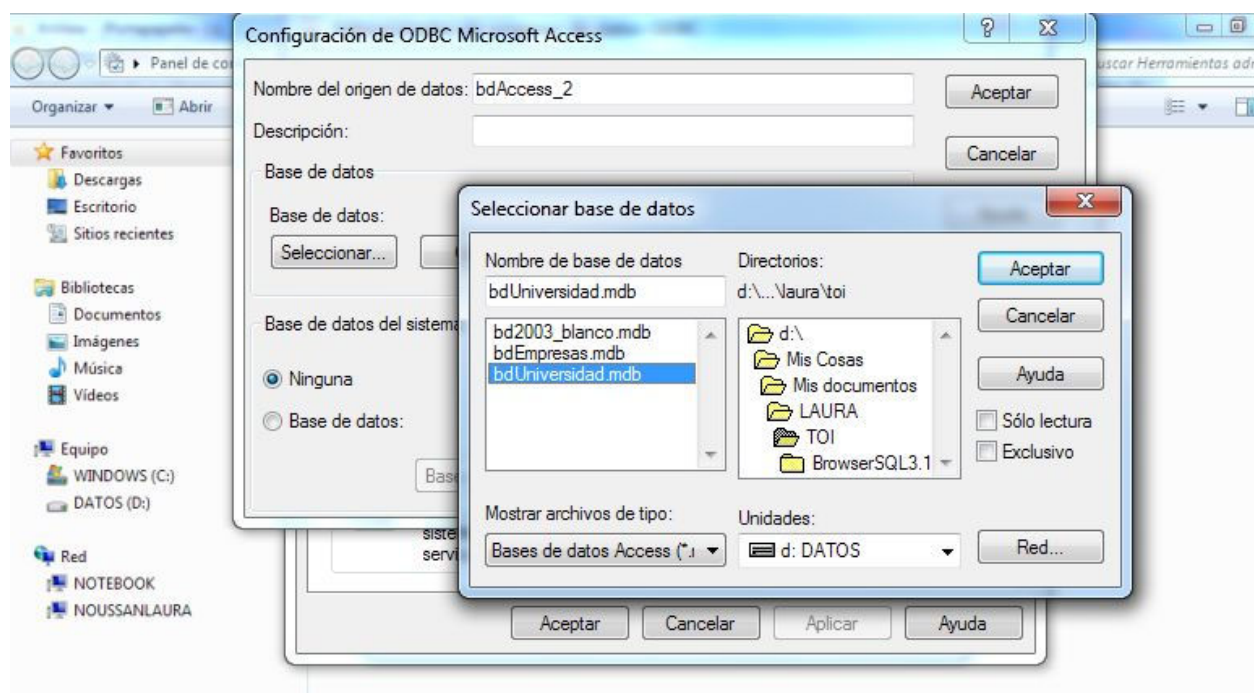 Configuración de ODBC Microsoft Access
Panel de co
uscar Herramientas adr
Organizar
Abrir
Favoritos
Descargas
Escritorio
Sitios recientes
Bibliotecas
Documentos
Imágenes
Música
Vídeos
Equipo
WINDOWS (C:)
DATOS (D:)
Red
NOTEBOOK
NOUSSANLAURA
Nombre del origen de datos: bdAccess_2
Aceptar
Descripción:
Cancelar
Base de datos
Base de datos:
Seleccionar...
Base de datos del sistema
Ninguna
Base de datos:
Base
siste
servi
Seleccionar base de datos
Nombre de base de datos
bdUniversidad.mdb
bd2003_blanco.mdb
bdEmpresas.mdb
bdUniversidad.mdb
Directorios:
d:\...\laura\toi
d:\
Mis Cosas
Mis documentos
LAURA
TOI
BrowserSQL3.1
Aceptar
Cancelar
Ayuda
Sólo lectura
Exclusivo
Mostrar archivos de tipo:
Bases de datos Access (*.
Unidades:
d: DATOS
Red...
Aceptar
Cancelar
Aplicar
Ayuda